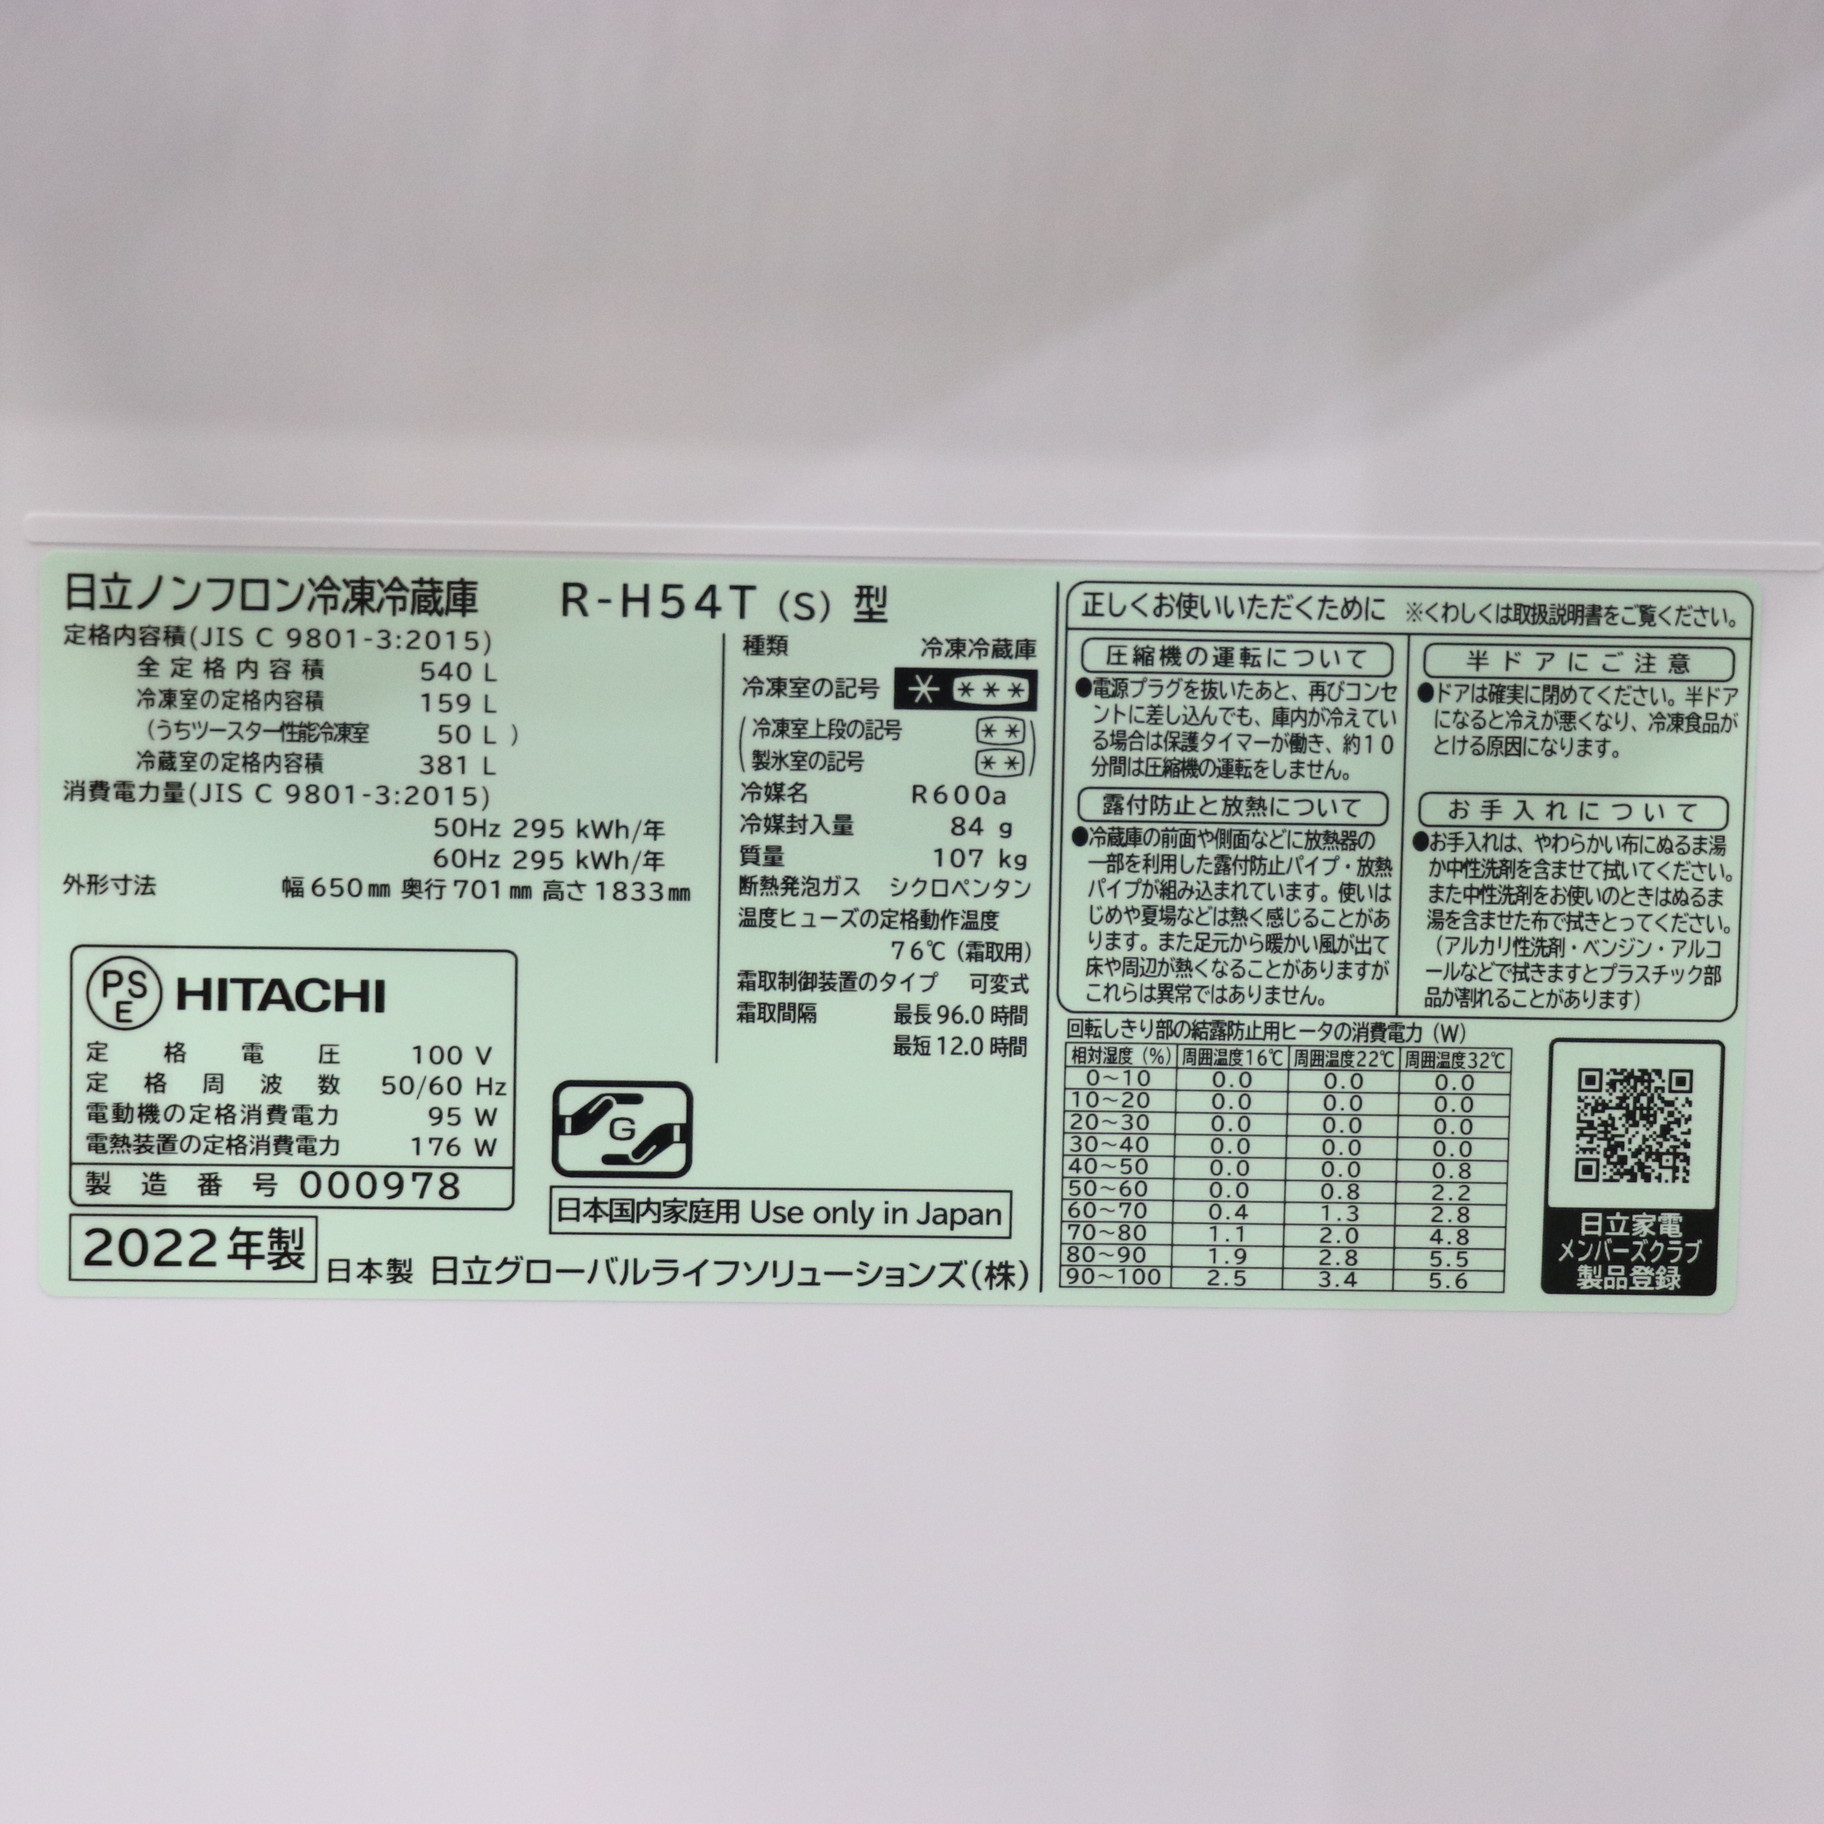 日立ノンフロン冷凍冷蔵庫 R-H54T (S) 型
定格内容積(JIS C 9801-3:2015)
全定格内容積 540 L
冷凍室の定格内容積 159 L
(うちツースター性能冷凍室 50 L )
冷蔵室の定格内容積 381 L
消費電力量(JIS C 9801-3:2015)
50Hz 295 kWh/年
60Hz 295 kWh/年
外形寸法 幅650mm 奥行701mm 高さ1833mm
PSE HITACHI
定格電圧 100 V
定格周波数 50/60 Hz
電動機の定格消費電力 95 W
電熱装置の定格消費電力 176 W
製造番号 000978
2022年製
日本製 日立グローバルライフソリューションズ(株)
種類 冷凍冷蔵庫
冷凍室の記号 * ***
(冷凍室上段の記号 **)
(製氷室の記号 **)
冷媒名 R600a
冷媒封入量 84 g
質量 107 kg
断熱発泡ガス シクロペンタン
温度ヒューズの定格動作温度
76℃(霜取用)
霜取制御装置のタイプ 可変式
霜取間隔 最長96.0時間
最短12.0時間
G
日本国内家庭用 Use only in Japan
正しくお使いいただくために ※くわしくは取扱説明書をご覧ください。
圧縮機の運転について
●電源プラグを抜いたあと、再びコンセ
ントに差し込んでも、庫内が冷えてい
る場合は保護タイマーが働き、約10
分間は圧縮機の運転をしません。
露付防止と放熱について
●冷蔵庫の前面や側面などに放熱器の
一部を利用した露付防止パイプ・放熱
パイプが組み込まれています。使いは
じめや夏場などは熱く感じることがあ
ります。また足元から暖かい風が出て
床や周辺が熱くなることがありますが
これらは異常ではありません。
半ドアにご注意
●ドアは確実に閉めてください。半ドア
になると冷えが悪くなり、冷凍食品が
とける原因になります。
お手入れについて
●お手入れは、やわらかい布にぬるま湯
か中性洗剤を含ませて拭いてください。
また中性洗剤をお使いのときはぬるま
湯を含ませた布で拭きとってください。
(アルカリ性洗剤・ベンジン・アルコ
ールなどで拭きますとプラスチック部
品が割れることがあります)
回転しきり部の結露防止用ヒータの消費電力(W)
相対湿度(%) 周囲温度16℃ 周囲温度22℃ 周囲温度32℃
0~10 0.0 0.0 0.0
10~20 0.0 0.0 0.0
20~30 0.0 0.0 0.0
30~40 0.0 0.0 0.0
40~50 0.0 0.0 0.8
50~60 0.0 0.8 2.2
60~70 0.4 1.3 2.8
70~80 1.1 2.0 4.8
80~90 1.9 2.8 5.5
90~100 2.5 3.4 5.6
日立家電
メンバーズクラブ
製品登録